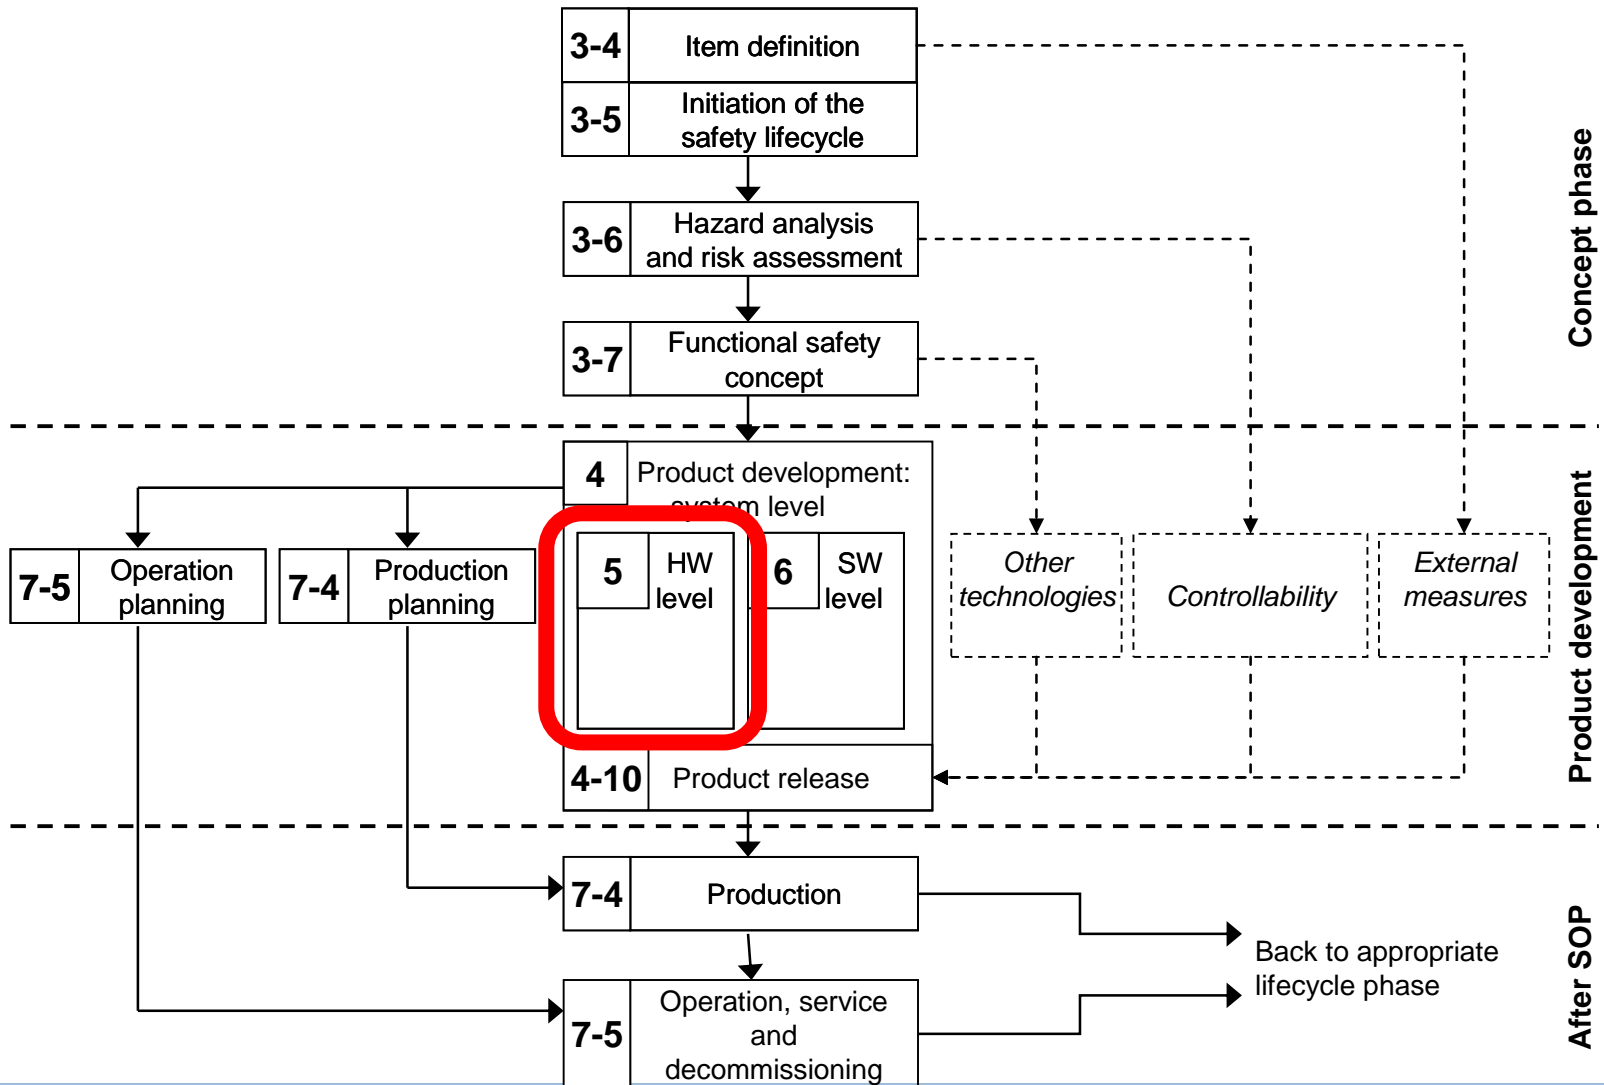 3-4 Item definition
3-5 Initiation of the
safety lifecycle
3-6 Hazard analysis
and risk assessment
3-7 Functional safety
concept
Concept phase
4 Product development:
system level
5 HW
level
6 SW
level
7-5 Operation
planning
7-4 Production
planning
Other
technologies
Controllability
External
measures
4-10 Product release
Product development
7-4 Production
7-5 Operation, service
and
decommissioning
Back to appropriate
lifecycle phase
After SOP